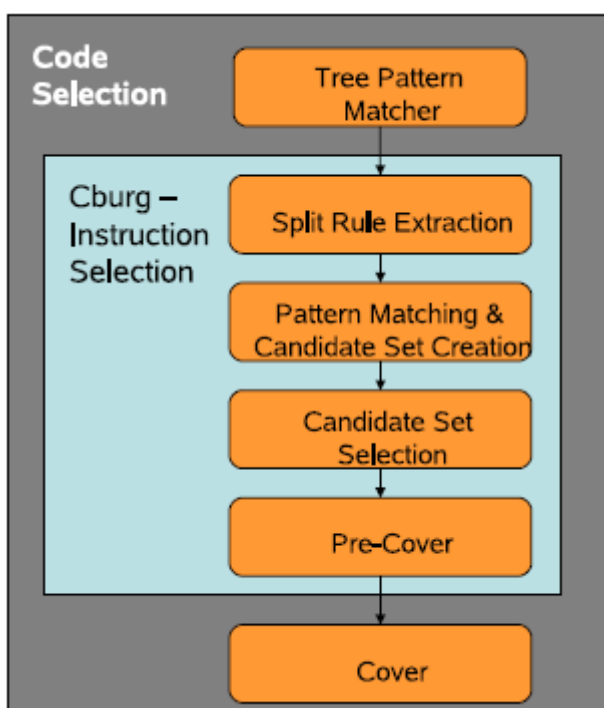 Code
Selection
Tree Pattern
Matcher
Cburg –
Instruction
Selection
Split Rule Extraction
Pattern Matching &
Candidate Set Creation
Candidate Set
Selection
Pre-Cover
Cover